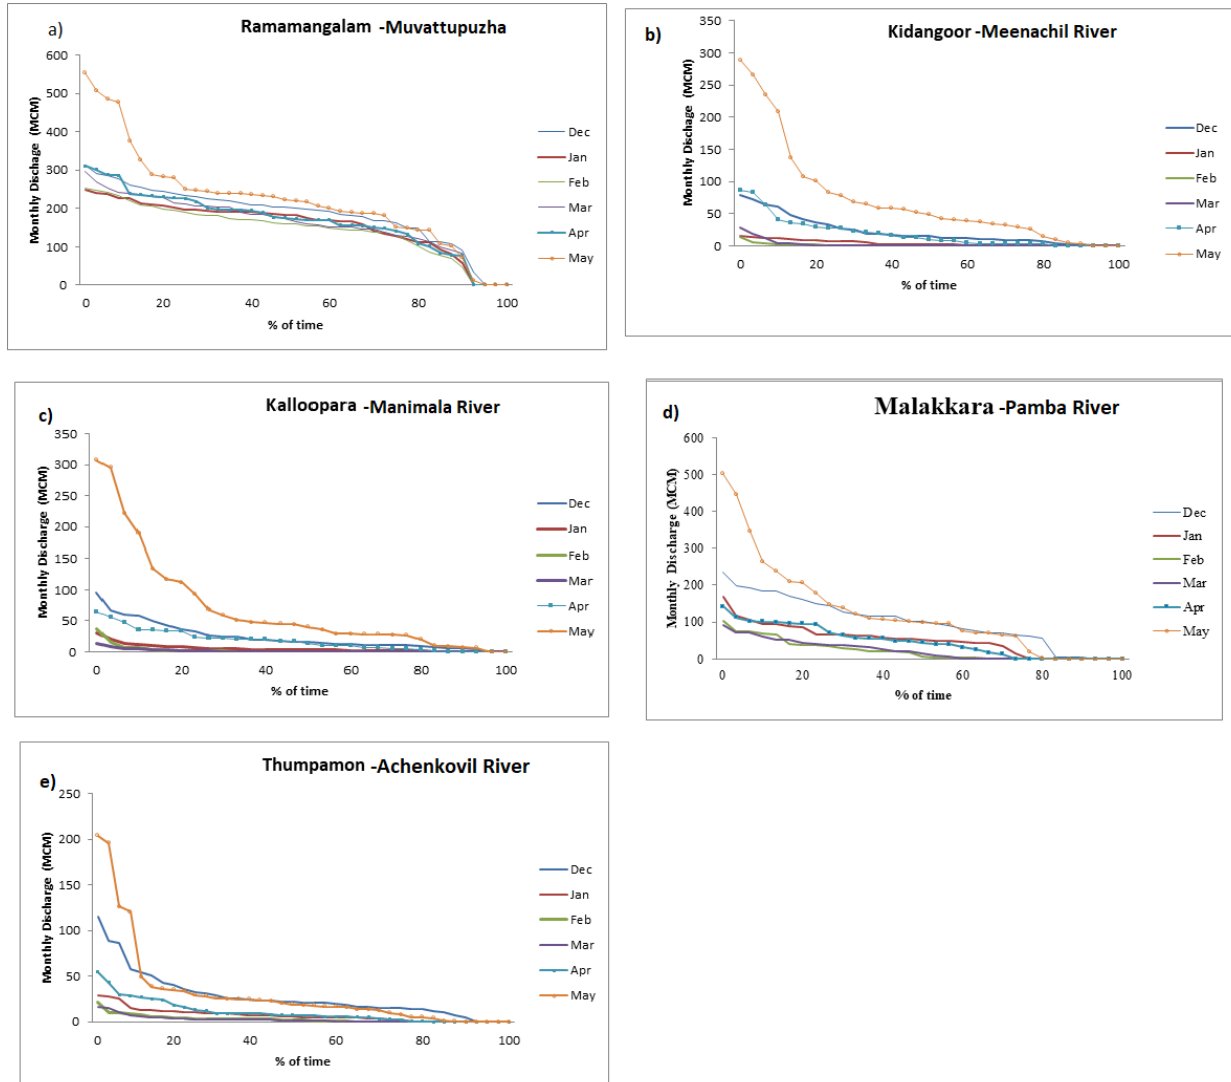 a)
Ramamangalam -Muvattupuzha
Monthly Dischage (MCM)
600
500
400
300
200
100
0
0 20 40 60 80 100
% of time
Dec
Jan
Feb
Mar
Apr
May
b)
Kidangoor -Meenachil River
Monthly Discharge (MCM)
350
300
250
200
150
100
50
0
0 20 40 60 80 100
% of time
Dec
Jan
Feb
Mar
Apr
May
c)
Kalloopara -Manimala River
Monthly Discharge (MCM)
350
300
250
200
150
100
50
0
0 20 40 60 80 100
% of time
Dec
Jan
Feb
Mar
Apr
May
d)
Malakkara -Pamba River
Monthly Discharge (MCM)
600
500
400
300
200
100
0
0 20 40 60 80 100
% of time
Dec
Jan
Feb
Mar
Apr
May
e)
Thumpamon -Achenkovil River
Monthly Discharge (MCM)
250
200
150
100
50
0
0 20 40 60 80 100
% of time
Dec
Jan
Feb
Mar
Apr
May